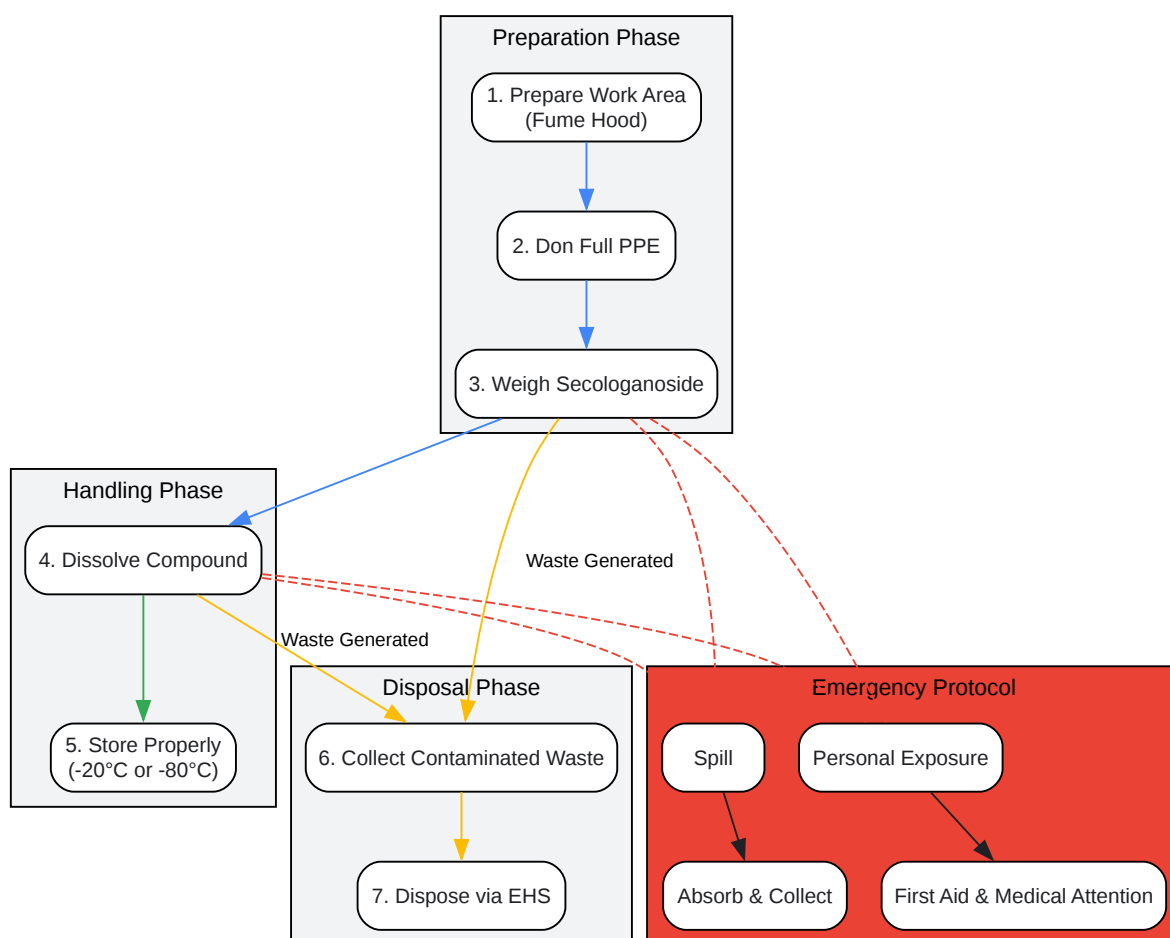 Preparation Phase
1. Prepare Work Area
(Fume Hood)
2. Don Full PPE
3. Weigh Secologanoside
Handling Phase
4. Dissolve Compound
Waste Generated
Waste Generated
5. Store Properly
(-20°C or -80°C)
Disposal Phase
6. Collect Contaminated Waste
7. Dispose via EHS
Emergency Protocol
Spill
Personal Exposure
Absorb & Collect
First Aid & Medical Attention